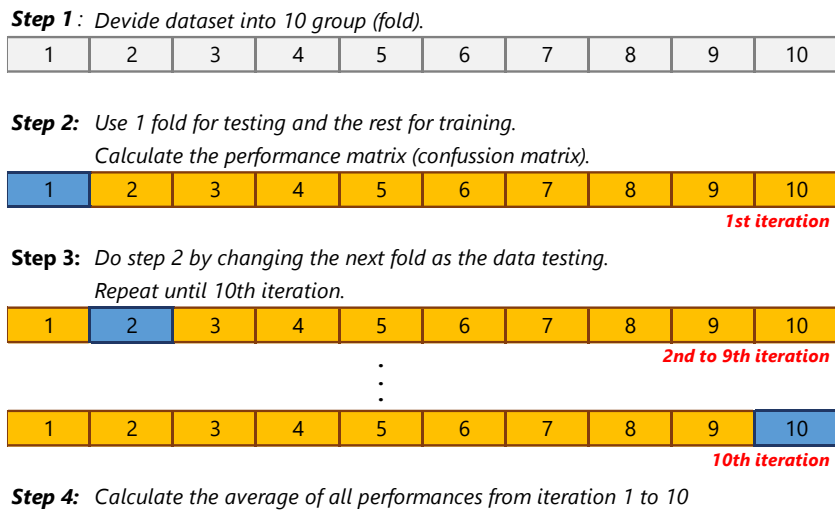 Step 1 : Devide dataset into 10 group (fold).
1 2 3 4 5 6 7 8 9 10
Step 2: Use 1 fold for testing and the rest for training.
Calculate the performance matrix (confussion matrix).
1 2 3 4 5 6 7 8 9 10
1st iteration
Step 3: Do step 2 by changing the next fold as the data testing.
Repeat until 10th iteration.
1 2 3 4 5 6 7 8 9 10
2nd to 9th iteration
.
.
.
1 2 3 4 5 6 7 8 9 10
10th iteration
Step 4: Calculate the average of all performances from iteration 1 to 10